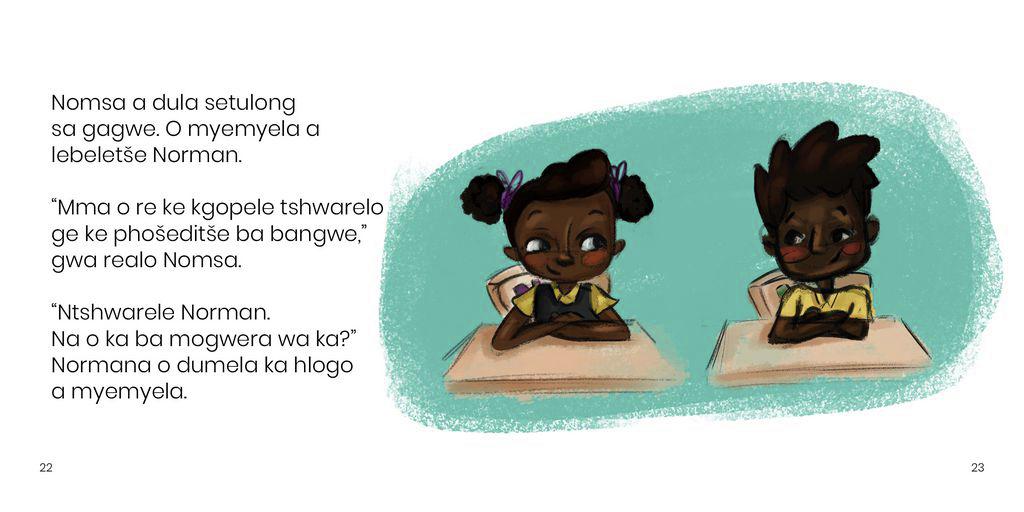 Nomsa a dula setulong
sa gagwe. O myemyela a
lebeletše Norman.
“Mma o re ke kgopele tshwarelo
ge ke phošeditše ba bangwe,”
gwa realo Nomsa.
“Ntshwarele Norman.
Na o ka ba mogwera wa ka?”
Normana o dumela ka hlogo
a myemyela.
22
23